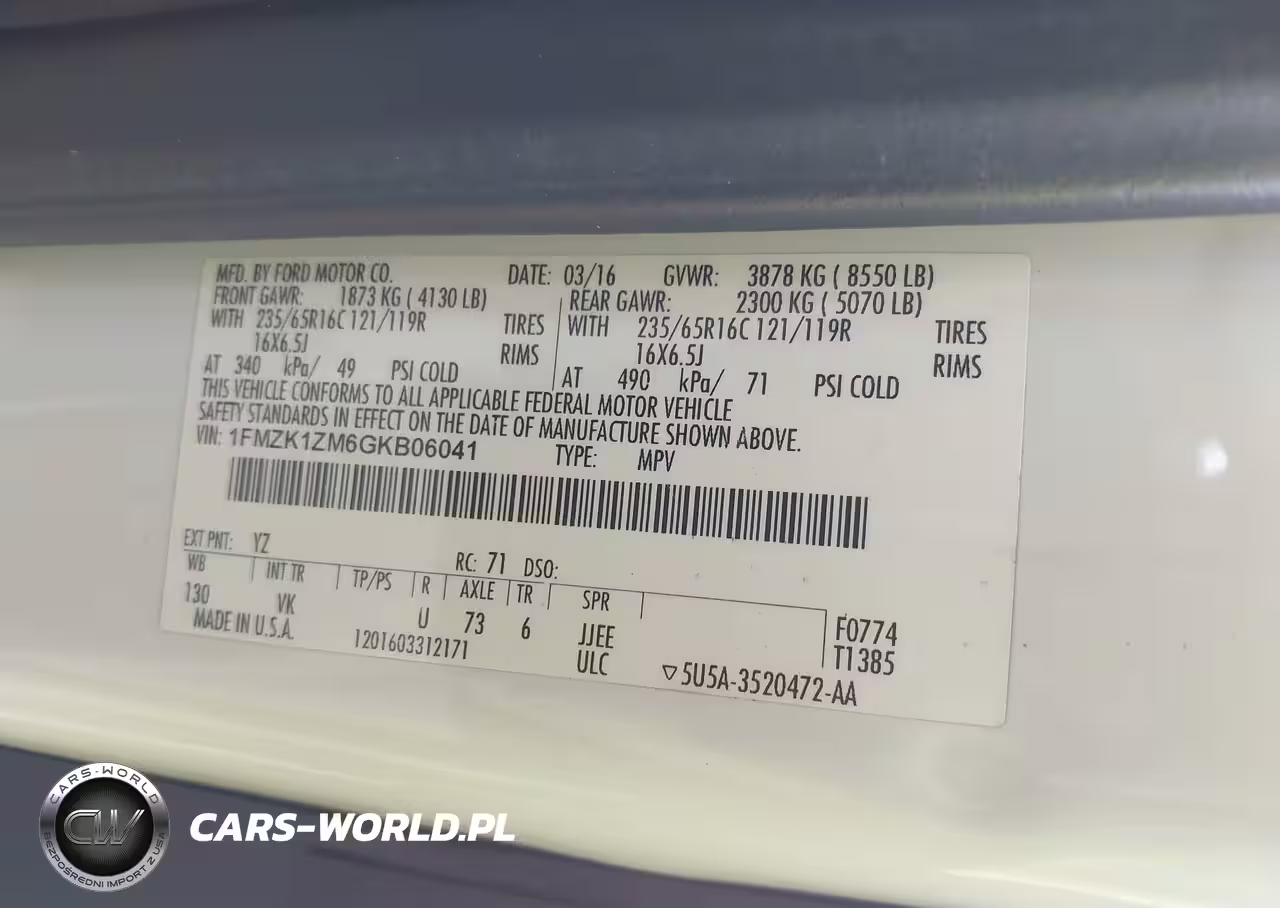 MFD. BY FORD MOTOR CO. DATE: 03/16 GVWR: 3878 KG ( 8550 LB)
FRONT GAWR: 1873 KG ( 4130 LB) REAR GAWR: 2300 KG ( 5070 LB)
WITH 235/65R16C 121/119R TIRES WITH 235/65R16C 121/119R TIRES
16X6.5J RIMS 16X6.5J RIMS
AT 340 kPa/ 49 PSI COLD AT 490 kPa/ 71 PSI COLD
THIS VEHICLE CONFORMS TO ALL APPLICABLE FEDERAL MOTOR VEHICLE
SAFETY STANDARDS IN EFFECT ON THE DATE OF MANUFACTURE SHOWN ABOVE.
VIN: 1FMZK1ZM6GKB06041 TYPE: MPV
EXT PNT: YZ RC: 71 DSO:
WB INT TR TP/PS R AXLE TR SPR
130 VK U 73 6 JJEE F0774
MADE IN U.S.A. 1201603312171 ULC T1385
▽5U5A-3520472-AA
CARS-WORLD
CW
BEZPOŚREDNI IMPORT Z USA
CARS-WORLD.PL